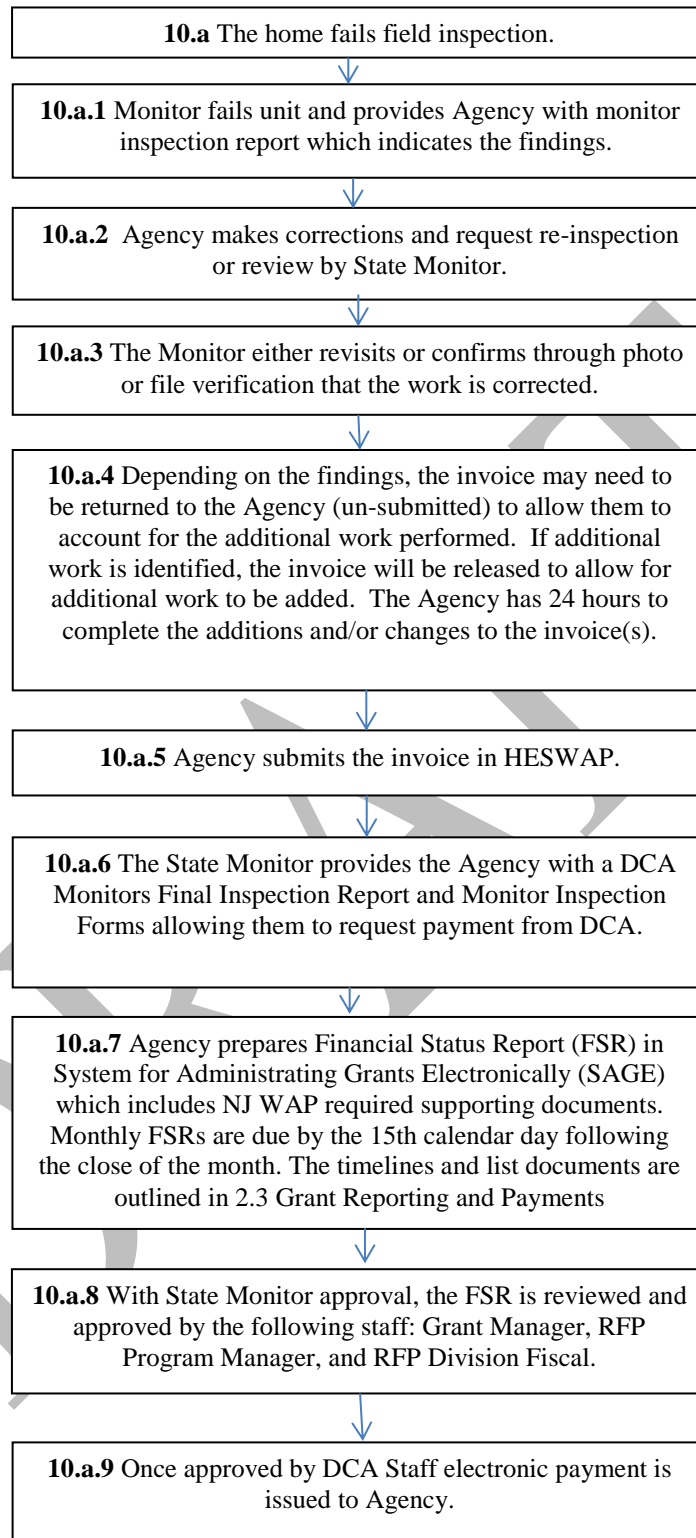 10.a The home fails field inspection.
10.a.1 Monitor fails unit and provides Agency with monitor
inspection report which indicates the findings.
10.a.2 Agency makes corrections and request re-inspection
or review by State Monitor.
10.a.3 The Monitor either revisits or confirms through photo
or file verification that the work is corrected.
10.a.4 Depending on the findings, the invoice may need to
be returned to the Agency (un-submitted) to allow them to
account for the additional work performed. If additional
work is identified, the invoice will be released to allow for
additional work to be added. The Agency has 24 hours to
complete the additions and/or changes to the invoice(s).
10.a.5 Agency submits the invoice in HESWAP.
10.a.6 The State Monitor provides the Agency with a DCA
Monitors Final Inspection Report and Monitor Inspection
Forms allowing them to request payment from DCA.
10.a.7 Agency prepares Financial Status Report (FSR) in
System for Administrating Grants Electronically (SAGE)
which includes NJ WAP required supporting documents.
Monthly FSRs are due by the 15th calendar day following
the close of the month. The timelines and list documents are
outlined in 2.3 Grant Reporting and Payments
10.a.8 With State Monitor approval, the FSR is reviewed and
approved by the following staff: Grant Manager, RFP
Program Manager, and RFP Division Fiscal.
10.a.9 Once approved by DCA Staff electronic payment is
issued to Agency.